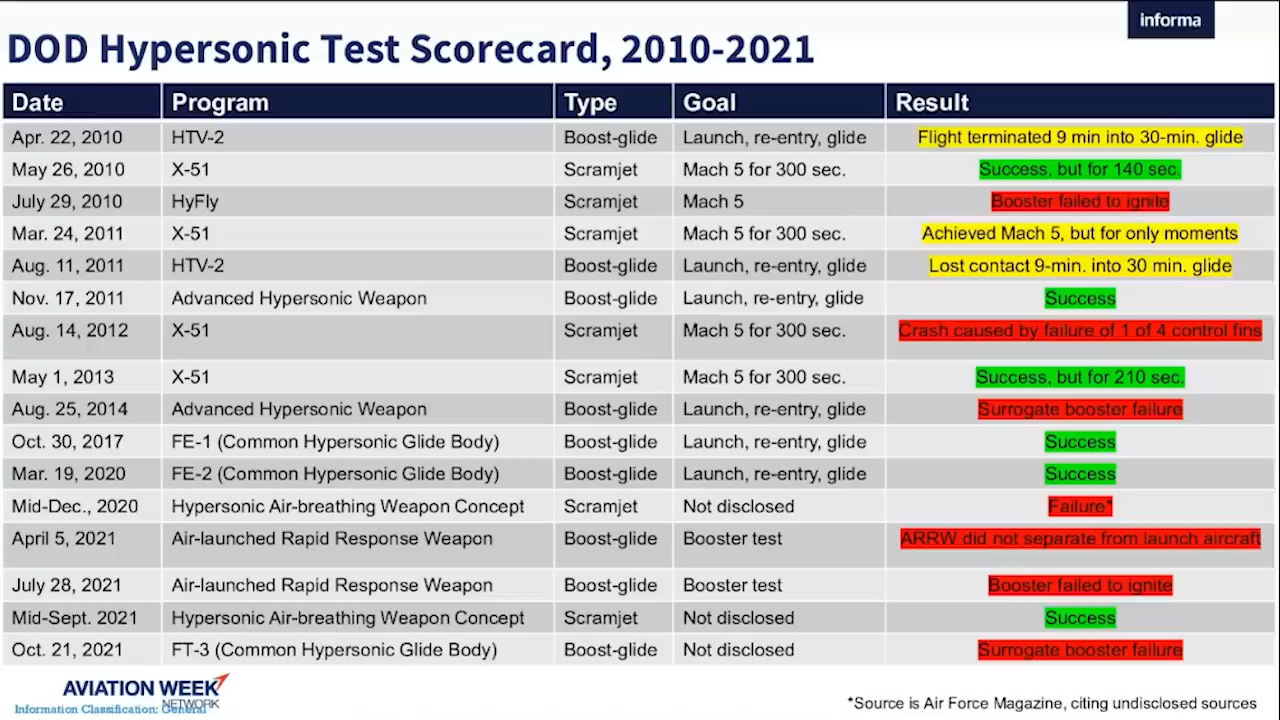 informa
DOD Hypersonic Test Scorecard, 2010-2021
Date Program Type Goal Result
Apr. 22, 2010 HTV-2 Boost-glide Launch, re-entry, glide Flight terminated 9 min into 30-min. glide
May 26, 2010 X-51 Scramjet Mach 5 for 300 sec. Success, but for 140 sec.
July 29, 2010 HyFly Scramjet Mach 5 Booster failed to ignite
Mar. 24, 2011 X-51 Scramjet Mach 5 for 300 sec. Achieved Mach 5, but for only moments
Aug. 11, 2011 HTV-2 Boost-glide Launch, re-entry, glide Lost contact 9-min. into 30 min. glide
Nov. 17, 2011 Advanced Hypersonic Weapon Boost-glide Launch, re-entry, glide Success
Aug. 14, 2012 X-51 Scramjet Mach 5 for 300 sec. Crash caused by failure of 1 of 4 control fins
May 1, 2013 X-51 Scramjet Mach 5 for 300 sec. Success, but for 210 sec.
Aug. 25, 2014 Advanced Hypersonic Weapon Boost-glide Launch, re-entry, glide Surrogate booster failure
Oct. 30, 2017 FE-1 (Common Hypersonic Glide Body) Boost-glide Launch, re-entry, glide Success
Mar. 19, 2020 FE-2 (Common Hypersonic Glide Body) Boost-glide Launch, re-entry, glide Success
Mid-Dec., 2020 Hypersonic Air-breathing Weapon Concept Scramjet Not disclosed Failure*
April 5, 2021 Air-launched Rapid Response Weapon Boost-glide Booster test ARRW did not separate from launch aircraft
July 28, 2021 Air-launched Rapid Response Weapon Boost-glide Booster test Booster failed to ignite
Mid-Sept. 2021 Hypersonic Air-breathing weapon Concept Scramjet Not disclosed Success
Oct. 21, 2021 FT-3 (Common Hypersonic Glide Body) Boost-glide Not disclosed Surrogate booster failure
AVIATION WEEK
NETWORK
Information Classification: General
*Source is Air Force Magazine, citing undisclosed sources